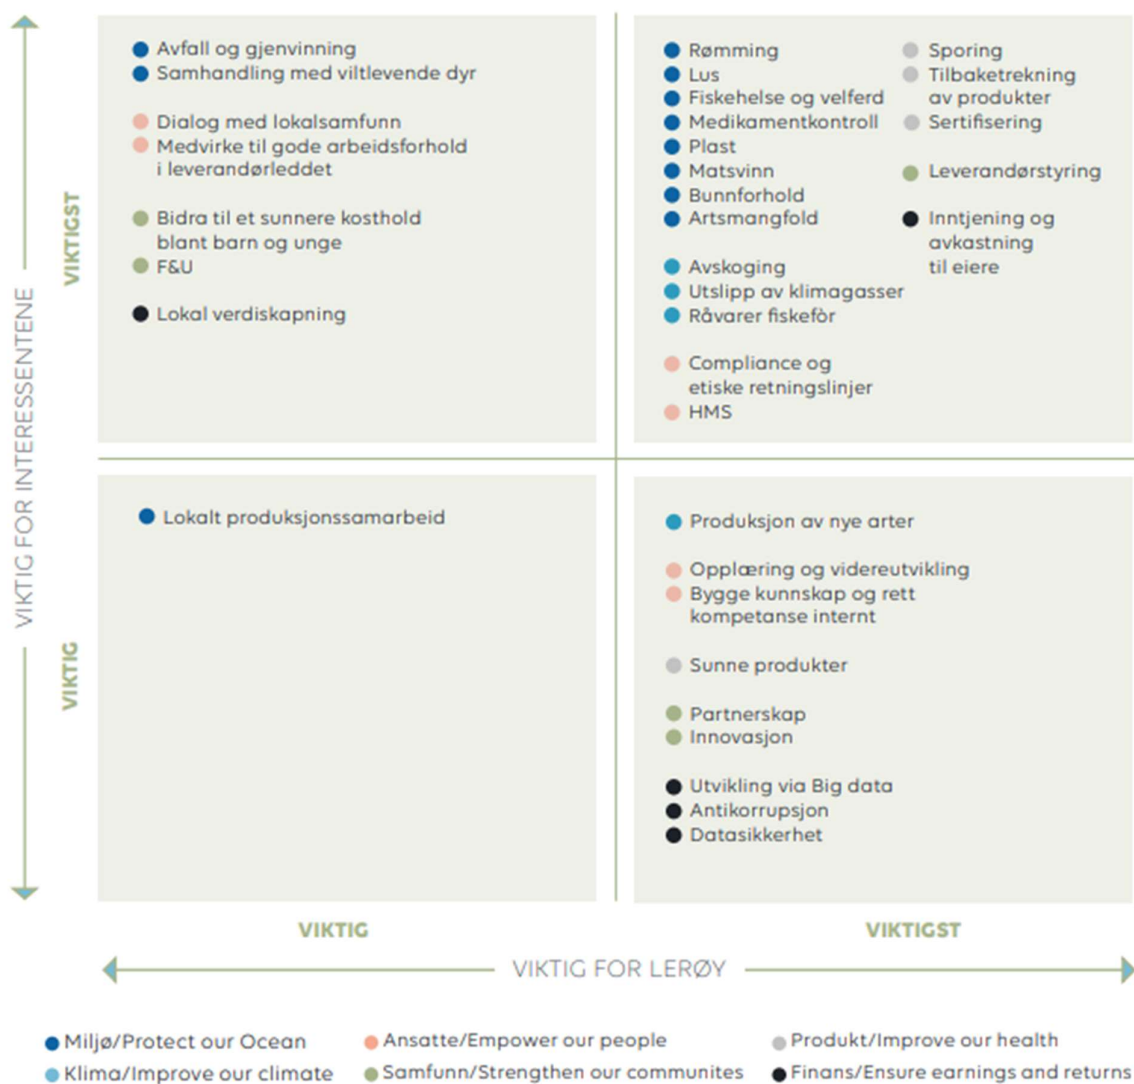 VIKTIG FOR INTERESSENTENE
VIKTIGST
VIKTIG
Avfall og gjenvinning
Samhandling med viltlevende dyr
Dialog med lokalsamfunn
Medvirke til gode arbeidsforhold
i leverandørleddet
Bidra til et sunnere kosthold
blant barn og unge
F&U
Lokal verdiskapning
Rømming
Lus
Fiskehelse og velferd
Medikamentkontroll
Plast
Matsvinn
Bunnforhold
Artsmangfold
Avskoging
Utslipp av klimagasser
Råvarer fiskefòr
Compliance og
etiske retningslinjer
HMS
Sporing
Tilbaketrekning
av produkter
Sertifisering
Leverandørstyring
Inntjening og
avkastning
til eiere
Lokalt produksjonssamarbeid
Produksjon av nye arter
Opplæring og videreutvikling
Bygge kunnskap og rett
kompetanse internt
Sunne produkter
Partnerskap
Innovasjon
Utvikling via Big data
Antikorrupsjon
Datasikkerhet
VIKTIG
VIKTIGST
VIKTIG FOR LERØY
Miljø/Protect our Ocean
Ansatte/Empower our people
Produkt/Improve our health
Klima/Improve our climate
Samfunn/Strengthen our communites
Finans/Ensure earnings and returns